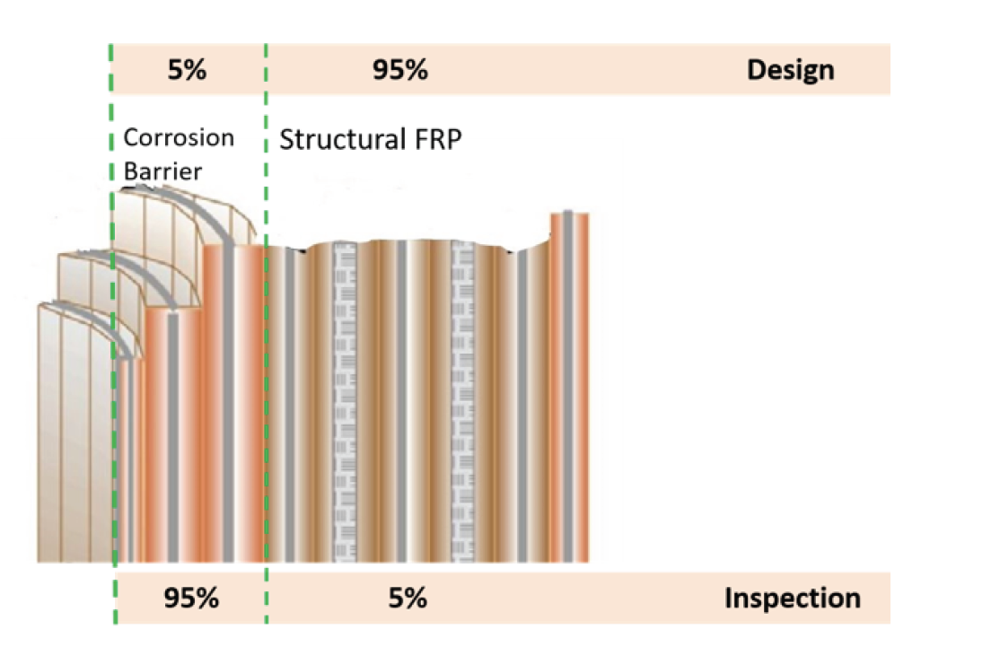 5% 95% Design
Corrosion
Barrier
Structural FRP
95% 5% Inspection